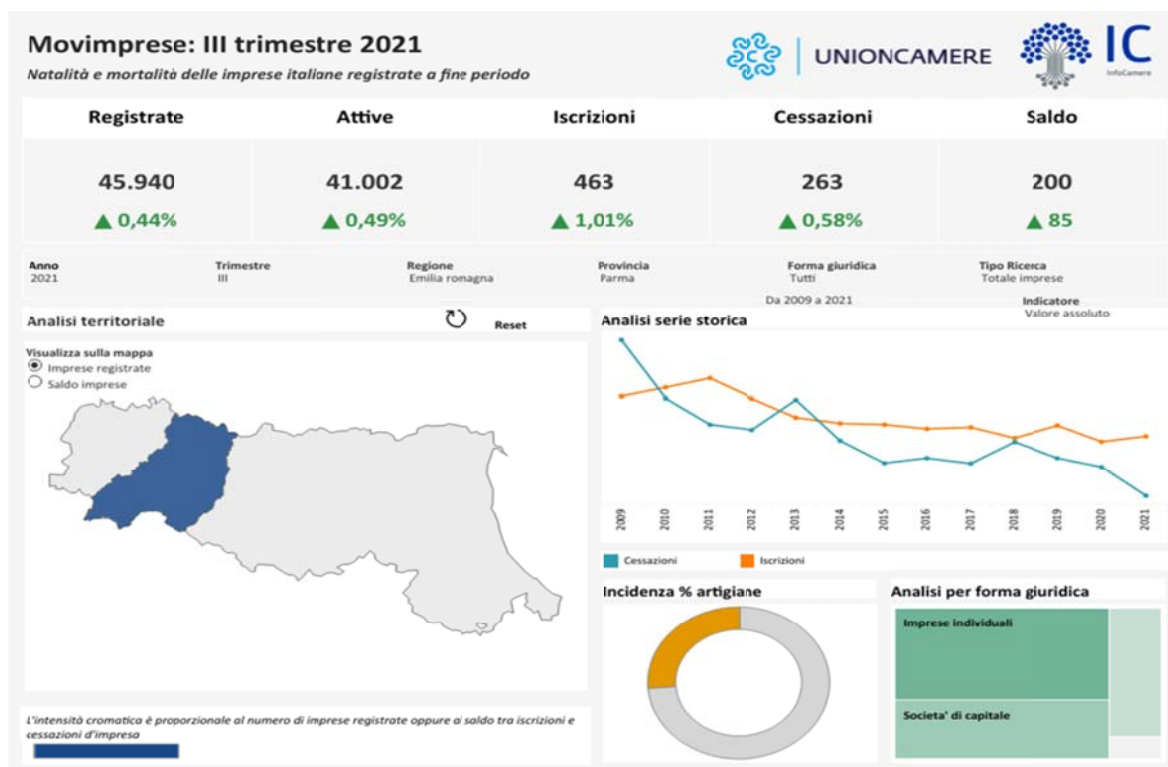 Movimprese: III trimestre 2021
Natalità e mortalità delle imprese italiane registrate a fine periodo
UNIONCAMERE
IC
InfoCamere
Registrate Attive Iscrizioni Cessazioni Saldo
45.940 41.002 463 263 200
▲ 0,44% ▲ 0,49% ▲ 1,01% ▲ 0,58% ▲ 85
Anno Trimestre Regione Provincia Forma giuridica Tipo Ricerca
2021 III Emilia romagna Parma Tutti Totale imprese
Da 2009 a 2021 Indicatore
Valore assoluto
Analisi territoriale Reset
Analisi serie storica
Visualizza sulla mappa
Imprese registrate
Saldo imprese
2009 2010 2011 2012 2013 2014 2015 2016 2017 2018 2019 2020 2021
Cessazioni Iscrizioni
Incidenza % artigiane
Analisi per forma giuridica
Imprese individuali
Societa' di capitale
L'intensità cromatica è proporzionale al numero di imprese registrate oppure al saldo tra iscrizioni e
cessazioni d'impresa